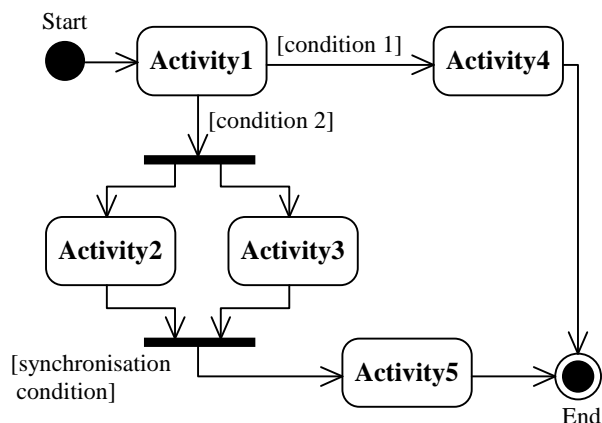 Start
Activity1
[condition 1]
Activity4
[condition 2]
Activity2
Activity3
[synchronisation
condition]
Activity5
End